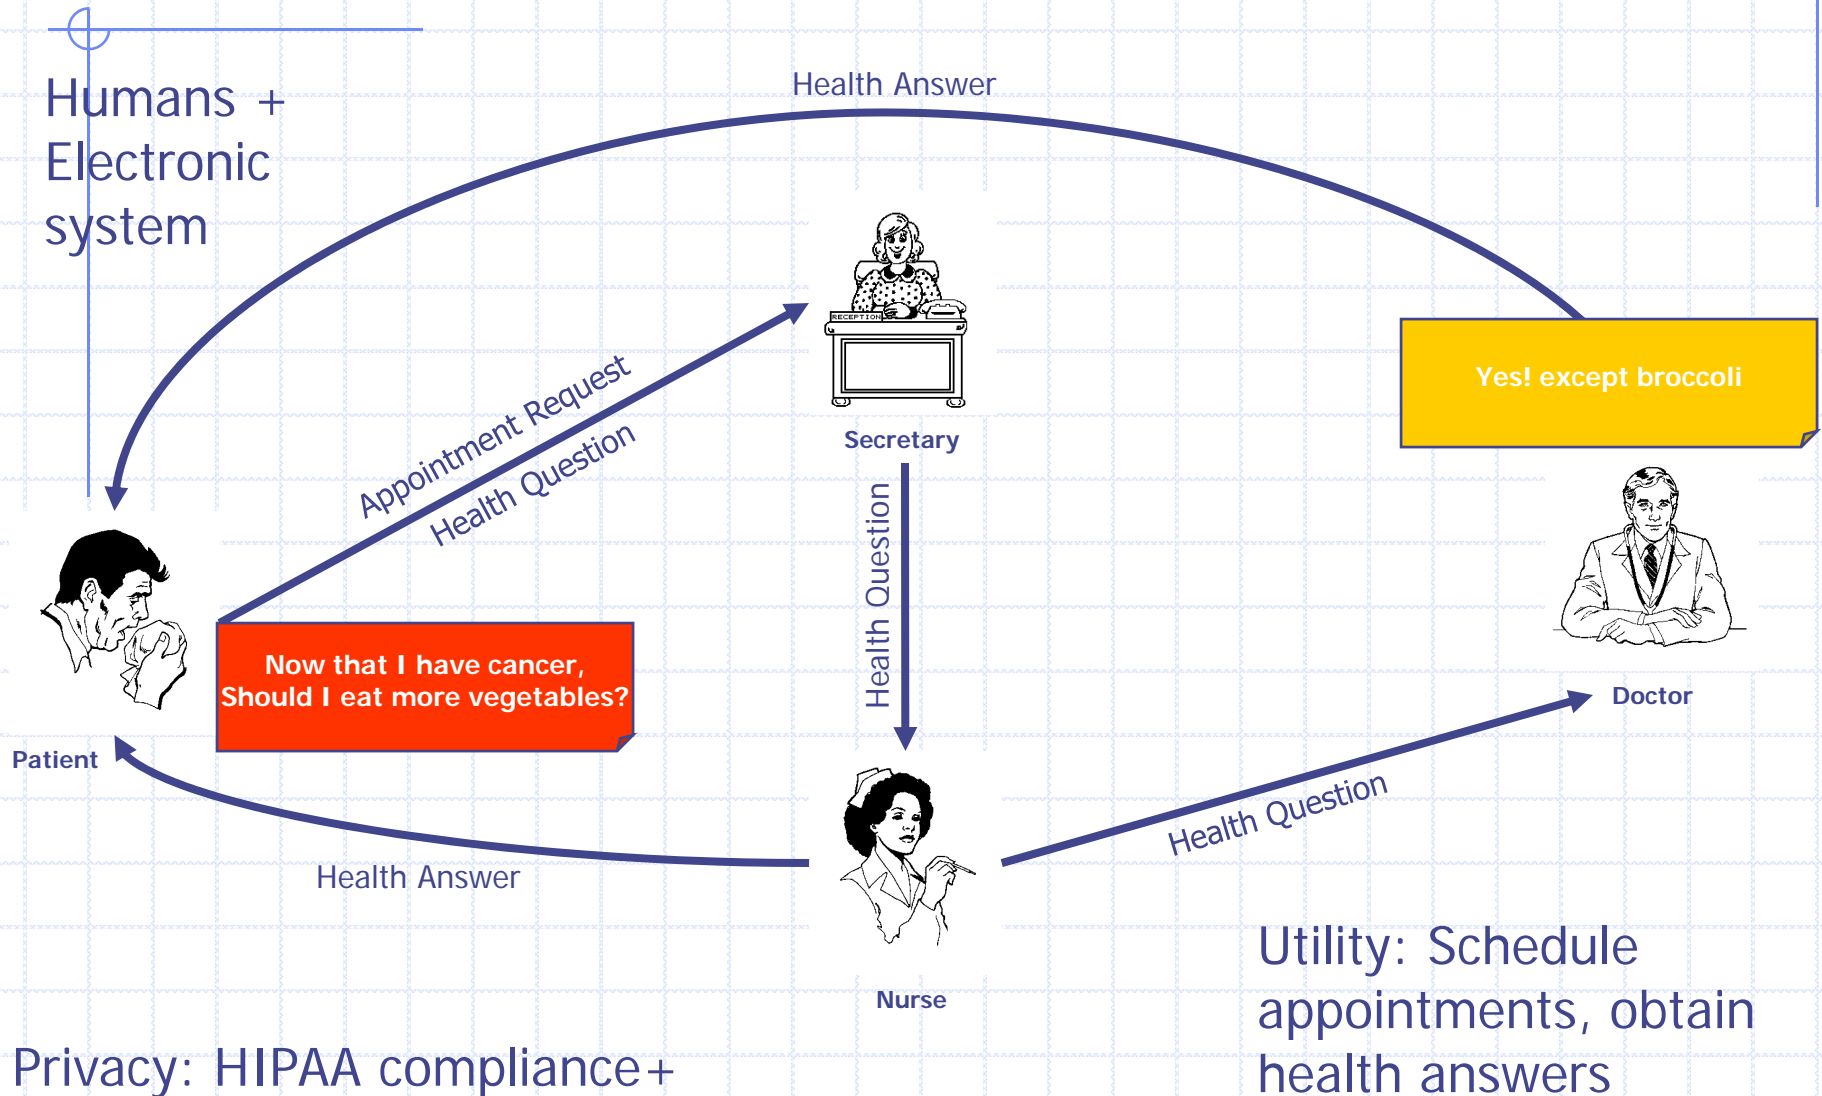 Humans +
Electronic
system
Health Answer
RECEPTION
Secretary
Yes! except broccoli
Appointment Request
Health Question
Health Question
Now that I have cancer,
Should I eat more vegetables?
Patient
Doctor
Health Question
Health Answer
Nurse
Utility: Schedule
appointments, obtain
health answers
Privacy: HIPAA compliance+